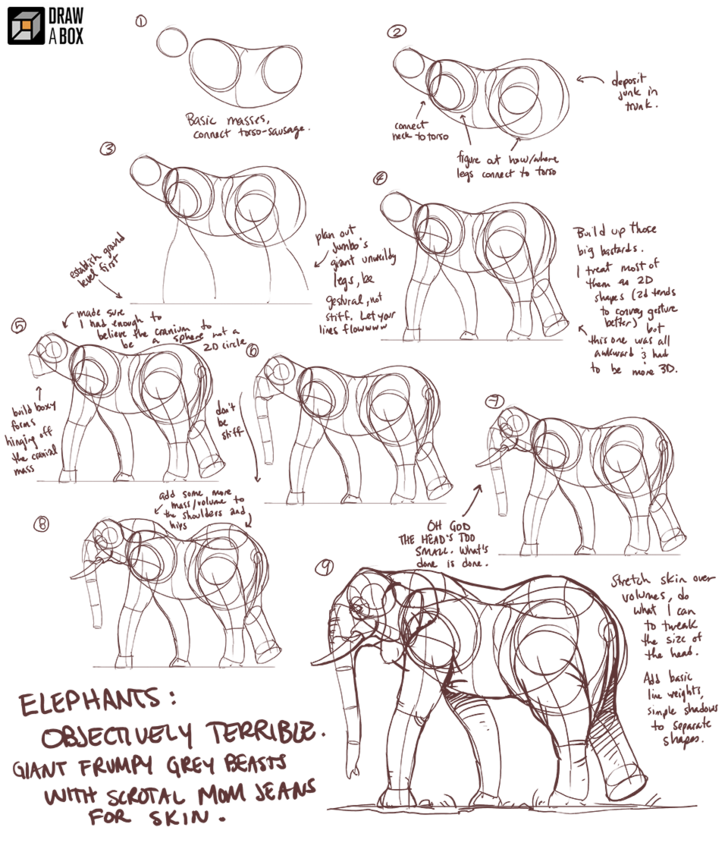 DRAW
A BOX
①
Basic masses,
connect torso-sausage.
②
deposit
junk in
trunk.
connect
neck to torso
figure out how/where
legs connect to torso
③
establish ground
level first
plan out
Jumbo's
giant unwieldy
legs, be
gestural, not
stiff. Let your
lines flowwww
④
Build up those
big bastards.
I treat most of
them as 2D
shapes (2d tends
to convey gesture
better) but
this one was all
awkward & had
to be more 3D.
⑤
made sure
I had enough to
believe the cranium to
be a sphere not a
2D circle
build boxy
forms
hinging off
the cranial
mass
⑥
don't
be
stiff
⑦
OH GOD
THE HEAD'S TOO
SMALL. WHAT'S
done is done.
⑧
add some more
mass/volume to
the shoulders and
hips
⑨
Stretch skin over
volumes, do
what I can
to tweak
the size of
the head.
Add basic
line weights,
simple shadows
to separate
shapes.
ELEPHANTS:
OBJECTIVELY TERRIBLE.
GIANT FRUMPY GREY BEASTS
WITH SCROTAL MOM JEANS
FOR SKIN.